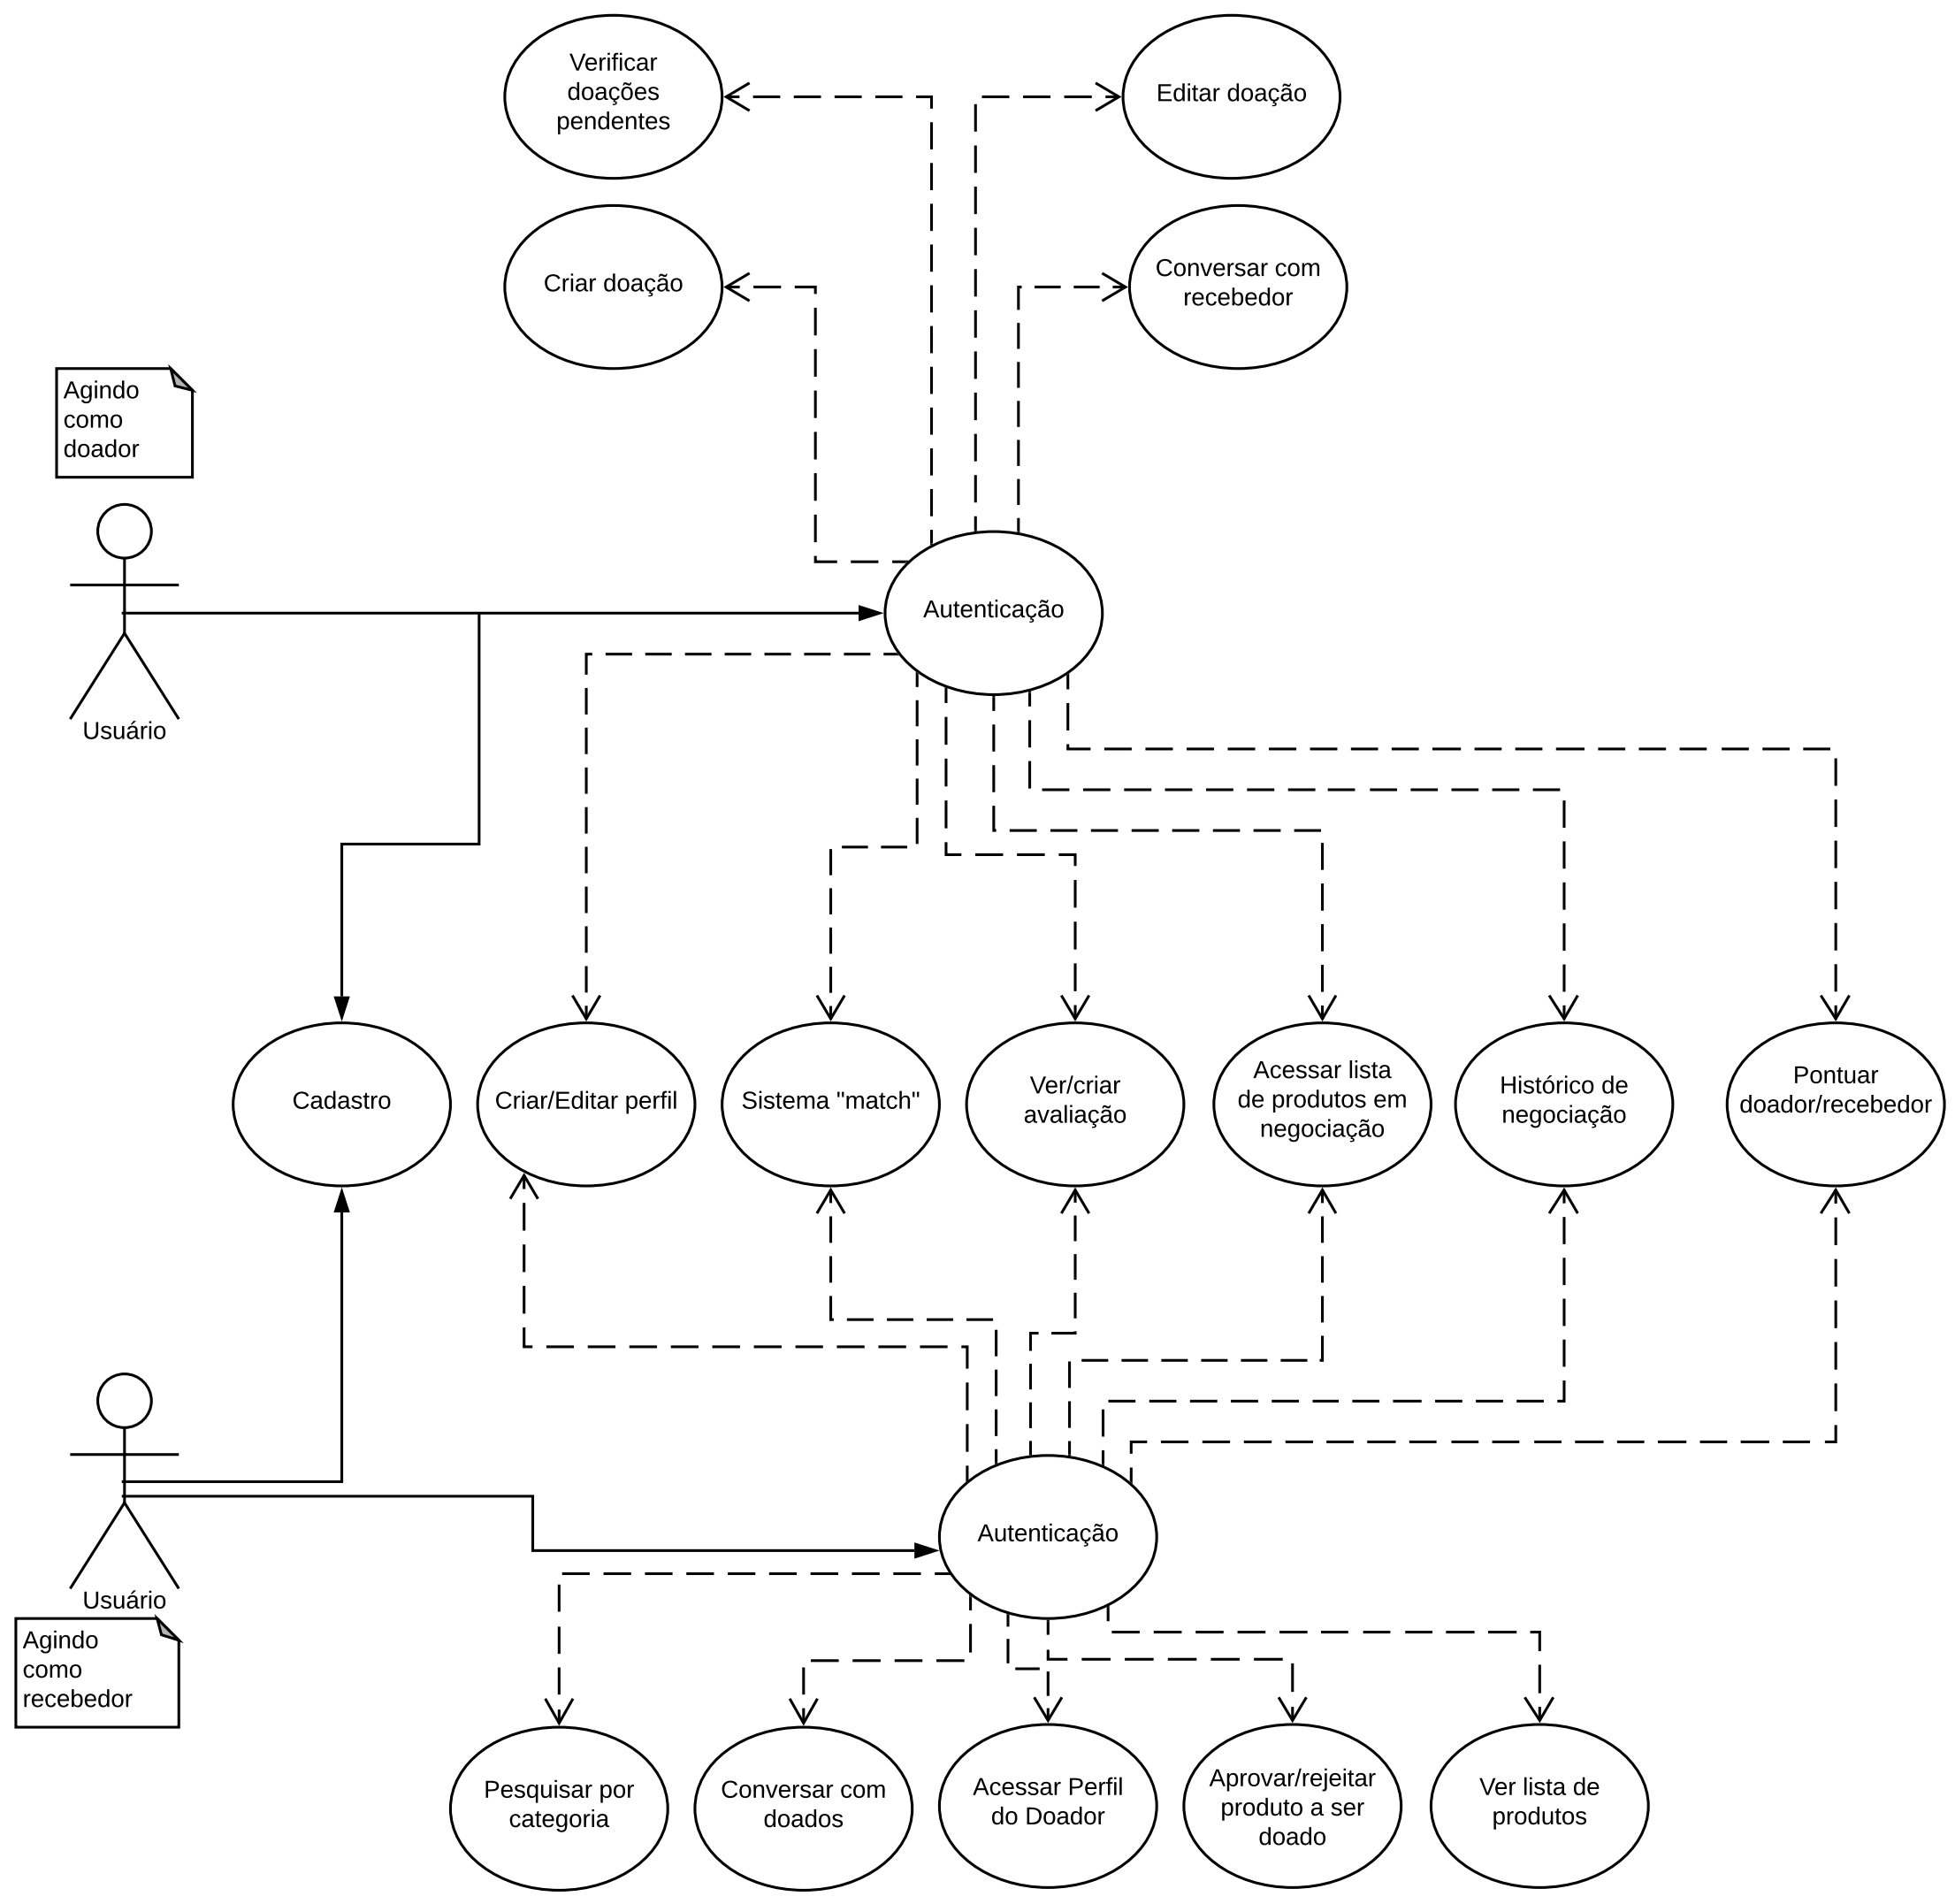 Verificar
doações
pendentes
Editar doação
Criar doação
Conversar com
recebedor
Agindo
como
doador
Usuário
Autenticação
Cadastro
Criar/Editar perfil
Sistema "match"
Ver/criar
avaliação
Acessar lista
de produtos em
negociação
Histórico de
negociação
Pontuar
doador/recebedor
Usuário
Agindo
como
recebedor
Autenticação
Pesquisar por
categoria
Conversar com
doados
Acessar Perfil
do Doador
Aprovar/rejeitar
produto a ser
doado
Ver lista de
produtos